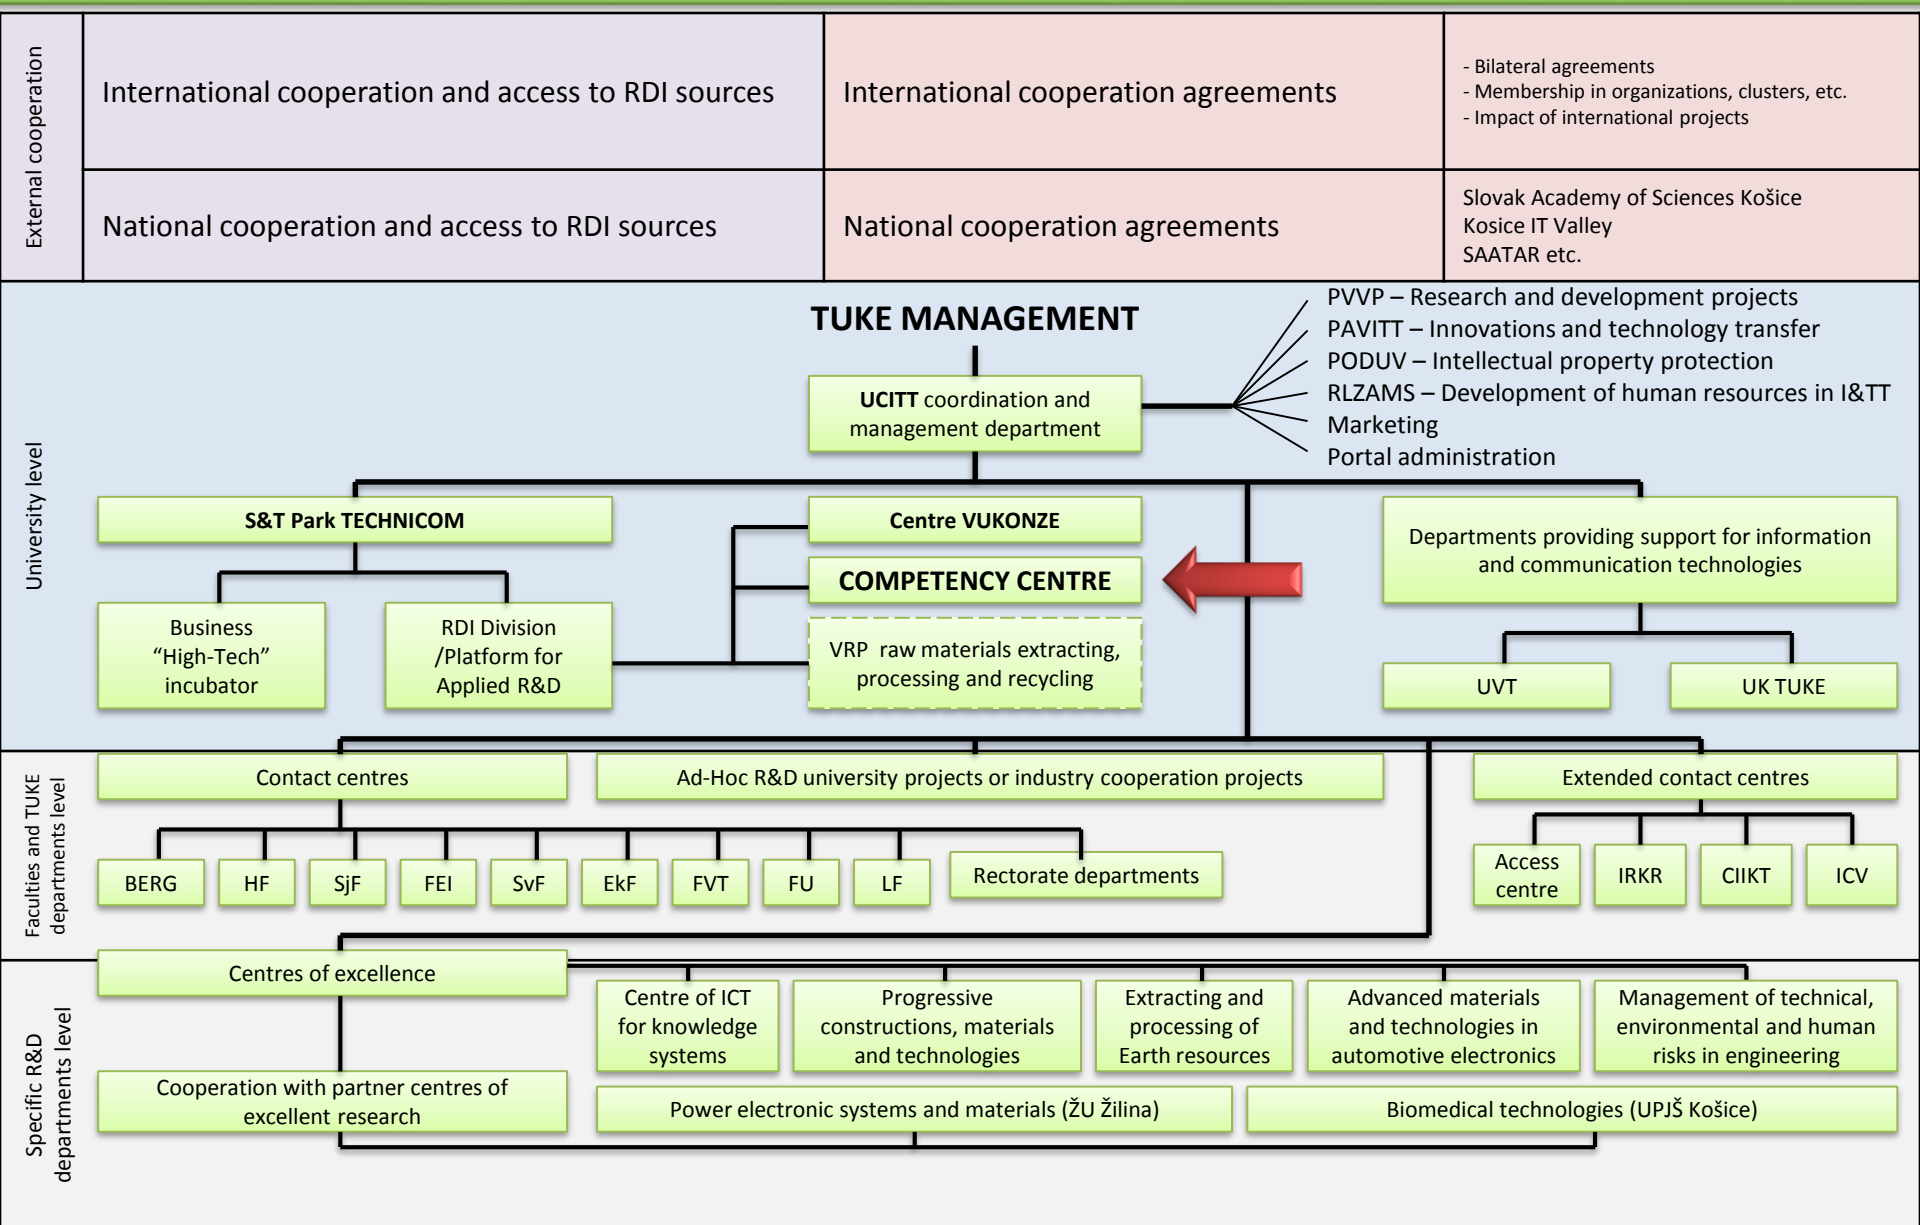 External cooperation
International cooperation and access to RDI sources
International cooperation agreements
- Bilateral agreements
- Membership in organizations, clusters, etc.
- Impact of international projects
National cooperation and access to RDI sources
National cooperation agreements
Slovak Academy of Sciences Košice
Kosice IT Valley
SAATAR etc.
University level
TUKE MANAGEMENT
UCITT coordination and
management department
PVVP – Research and development projects
PAVITT – Innovations and technology transfer
PODUV – Intellectual property protection
RLZAMS – Development of human resources in I&TT
Marketing
Portal administration
S&T Park TECHNICOM
Centre VUKONZE
Departments providing support for information
and communication technologies
COMPETENCY CENTRE
Business
“High-Tech”
incubator
RDI Division
/Platform for
Applied R&D
VRP raw materials extracting,
processing and recycling
UVT
UK TUKE
Faculties and TUKE
departments level
Contact centres
Ad-Hoc R&D university projects or industry cooperation projects
Extended contact centres
BERG
HF
SjF
FEI
SvF
EkF
FVT
FU
LF
Rectorate departments
Access
centre
IRKR
CIIKT
ICV
Specific R&D
departments level
Centres of excellence
Centre of ICT
for knowledge
systems
Progressive
constructions, materials
and technologies
Extracting and
processing of
Earth resources
Advanced materials
and technologies in
automotive electronics
Management of technical,
environmental and human
risks in engineering
Cooperation with partner centres of
excellent research
Power electronic systems and materials (ŽU Žilina)
Biomedical technologies (UPJŠ Košice)